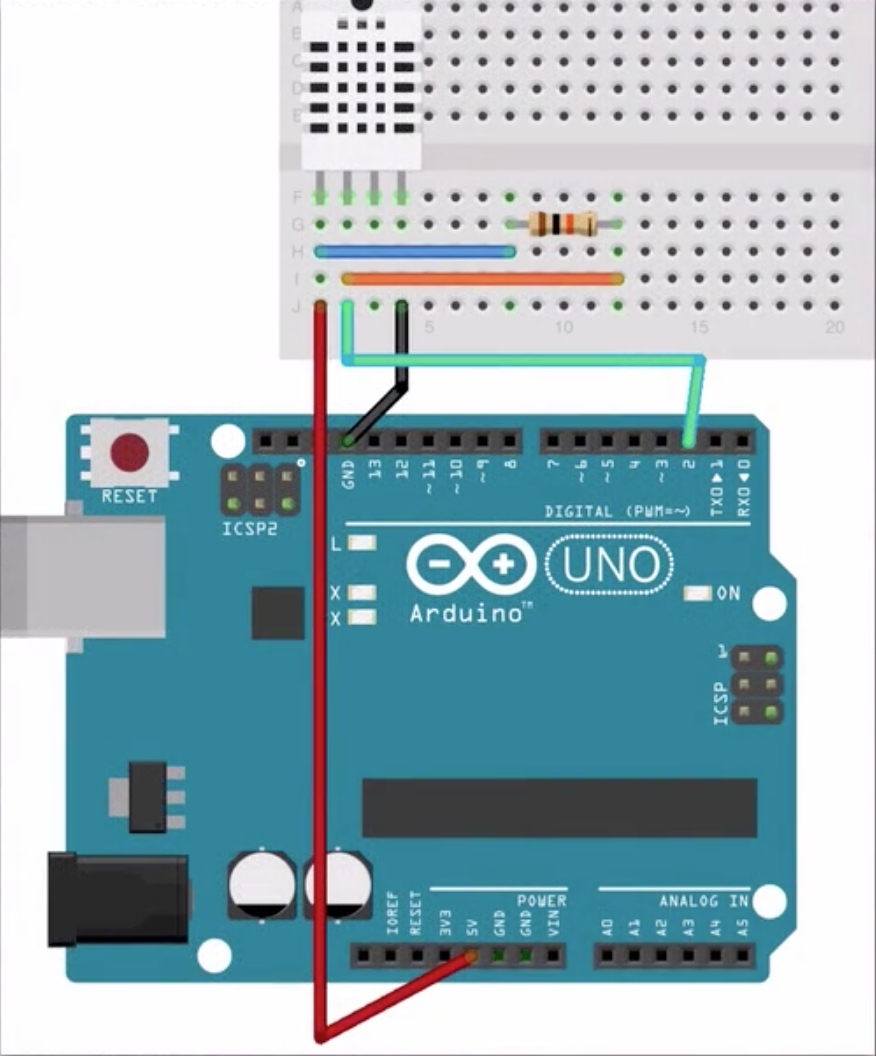 A
B
C
D
E
F
G
H
I
J
5 10 15 20
RESET
ICSP2
GND 13 12 ~11 ~10 ~9 8 7 ~6 ~5 4 ~3 2 TX0▶1 RX0◀0
DIGITAL (PWM=~)
L
X
X
UNO
Arduino™
ON
1
ICSP
IOREF RESET 3V3 5V GND GND VIN
POWER
ANALOG IN
A0 A1 A2 A3 A4 A5